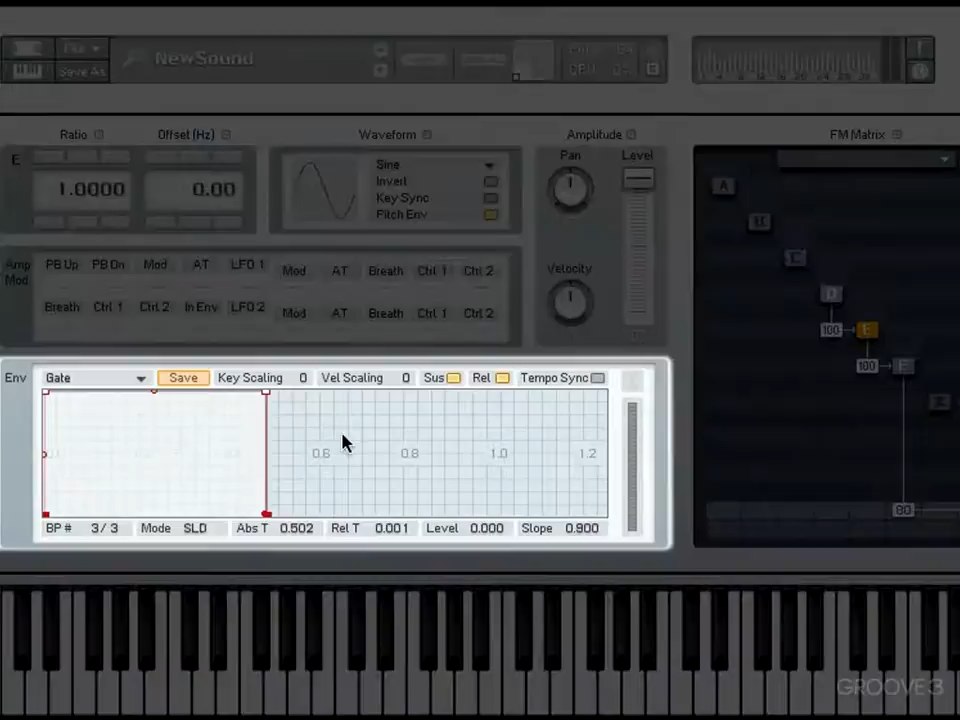 File
NewSound
Save As
Ratio
Offset (Hz)
Waveform
Amplitude
FM Matrix
E
1.0000
0.00
Sine
Invert
Key Sync
Pitch Env
Pan
Level
Velocity
A
C
D
100
E
100
80
Amp
Mod
PB Up PB Dn Mod AT LFO 1 Mod AT Breath Ctrl 1 Ctrl 2
Breath Ctrl 1 Ctrl 2 In Env LFO 2 Mod AT Breath Ctrl 1 Ctrl 2
Env
Gate
Save
Key Scaling 0
Vel Scaling 0
Sus
Rel
Tempo Sync
0.6 0.8 1.0 1.2
BP # 3/ 3 Mode SLD Abs T 0.502 Rel T 0.001 Level 0.000 Slope 0.900
GROOVE3